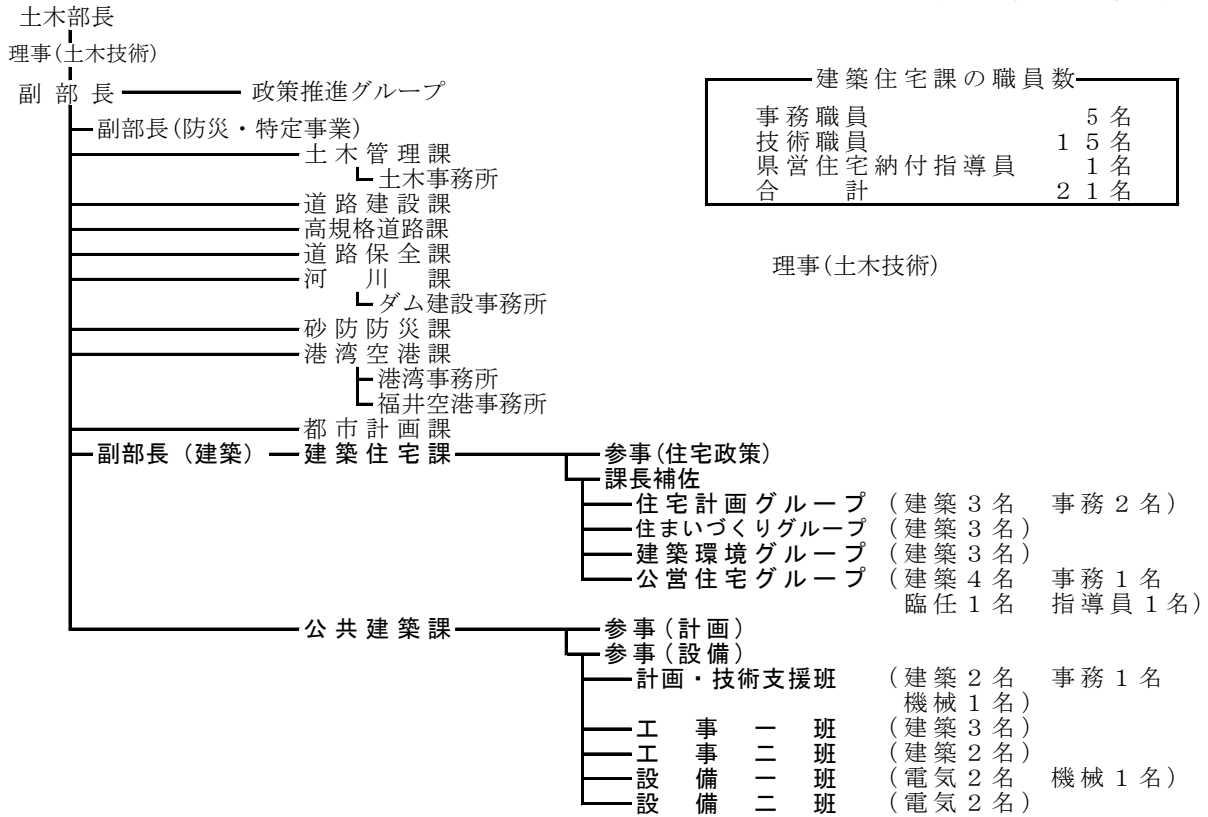 土木部長
理事(土木技術)
副部長 政策推進グループ
副部長(防災・特定事業)
土木管理課
土木事務所
道路建設課
高規格道路課
道路保全課
河川課
ダム建設事務所
砂防防災課
港湾空港課
港湾事務所
福井空港事務所
都市計画課
副部長（建築） 建築住宅課 参事(住宅政策)
課長補佐
住宅計画グループ （建築３名 事務２名）
住まいづくりグループ （建築３名）
建築環境グループ （建築３名）
公営住宅グループ （建築４名 事務１名
臨任１名 指導員１名）
公共建築課 参事(計画)
参事(設備)
計画・技術支援班 （建築２名 事務１名
機械１名）
工事一班 （建築３名）
工事二班 （建築２名）
設備一班 （電気２名 機械１名）
設備二班 （電気２名）
建築住宅課の職員数
事務職員 ５名
技術職員 １５名
県営住宅納付指導員 １名
合計 ２１名
理事(土木技術)